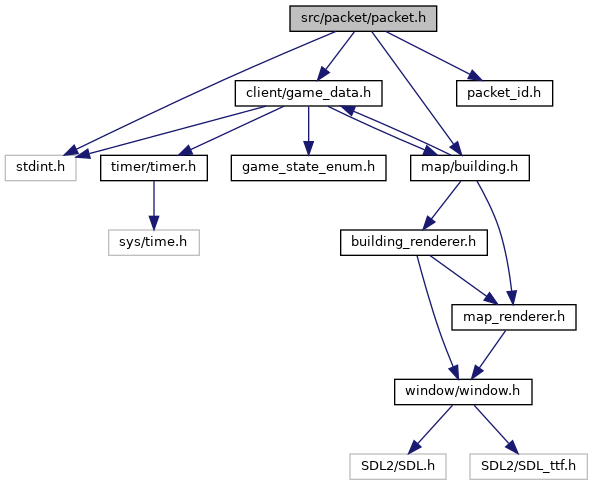 src/packet/packet.h
client/game_data.h
packet_id.h
stdint.h
timer/timer.h
game_state_enum.h
map/building.h
sys/time.h
building_renderer.h
map_renderer.h
window/window.h
SDL2/SDL.h
SDL2/SDL_ttf.h